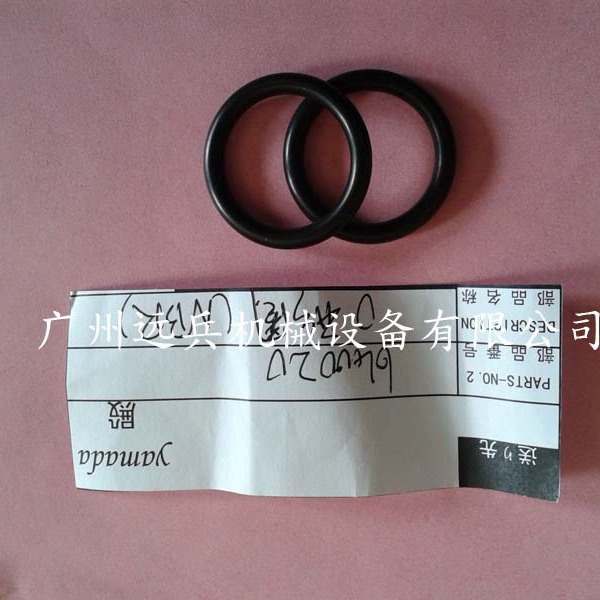 广州远兵机械设备有限公司
送り先 yamada 殿
PARTS-NO.2
部品番号
DESCRIPTION
部品名称